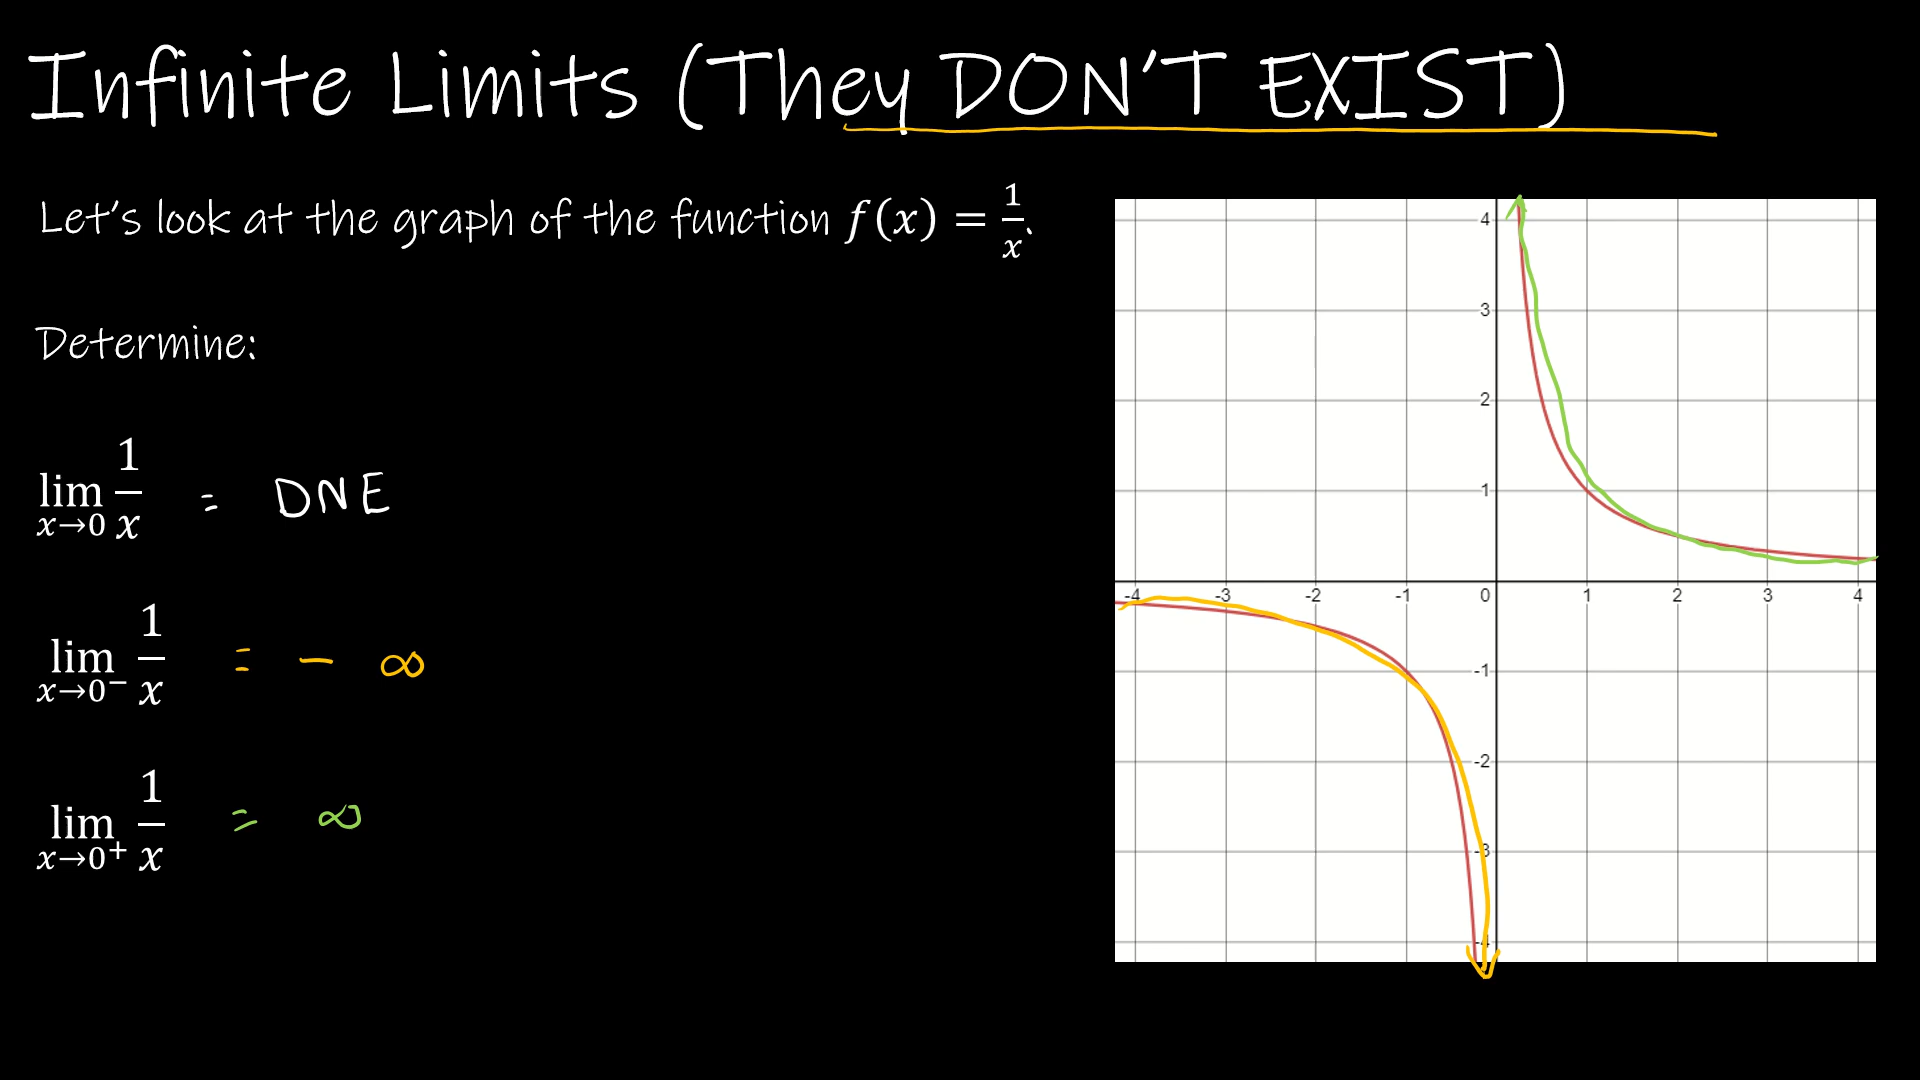 Infinite Limits (They DON'T EXIST)
Let's look at the graph of the function f(x) = 1/x.
Determine:
lim x→0 1/x = DNE
lim x→0⁻ 1/x = - ∞
lim x→0⁺ 1/x = ∞
4
3
2
1
-4 -3 -2 -1 0 1 2 3 4
-1
-2
-3
-4